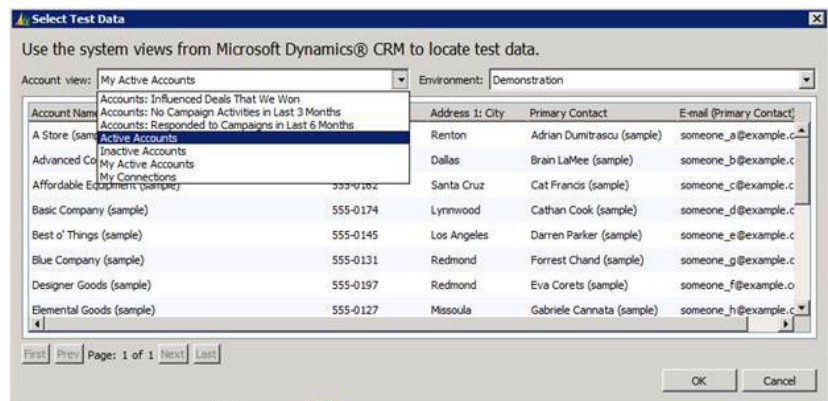 Select Test Data
Use the system views from Microsoft Dynamics® CRM to locate test data.
Account view: My Active Accounts Environment: Demonstration
Accounts: Influenced Deals That We Won
Accounts: No Campaign Activities in Last 3 Months
Accounts: Responded to Campaigns in Last 6 Months
Active Accounts
Inactive Accounts
My Active Accounts
My Connections
Account Name Address 1: City Primary Contact E-mail (Primary Contact)
A Store (samp Renton Adrian Dumitrascu (sample) someone_a@example.c
Advanced Co Dallas Brain LaMee (sample) someone_b@example.c
Affordable Equipment (sample) 555-0162 Santa Cruz Cat Francis (sample) someone_c@example.c
Basic Company (sample) 555-0174 Lynnwood Cathan Cook (sample) someone_d@example.c
Best o' Things (sample) 555-0145 Los Angeles Darren Parker (sample) someone_e@example.c
Blue Company (sample) 555-0131 Redmond Forrest Chand (sample) someone_g@example.c
Designer Goods (sample) 555-0197 Redmond Eva Corets (sample) someone_f@example.c
Elemental Goods (sample) 555-0127 Missoula Gabriele Cannata (sample) someone_h@example.c
First Prev Page: 1 of 1 Next Last
OK Cancel